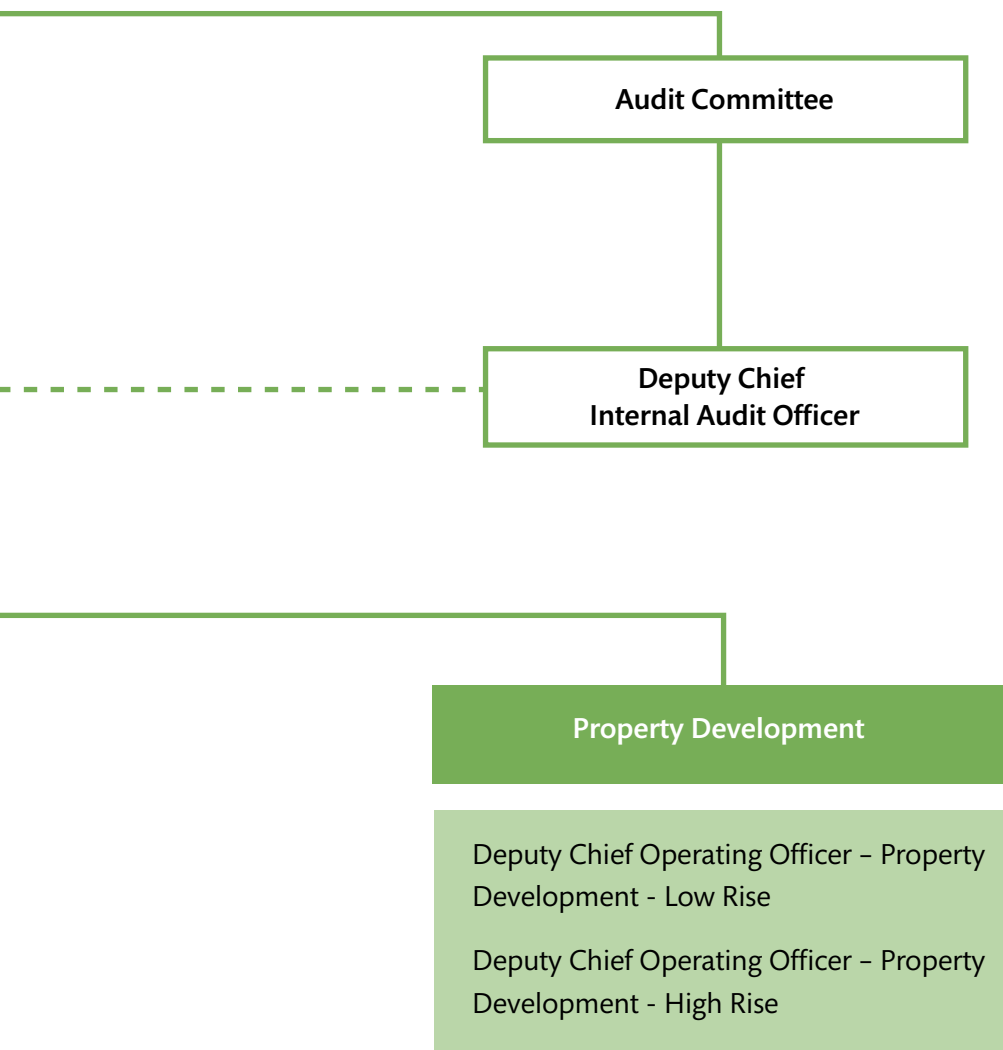 Audit Committee
Deputy Chief
Internal Audit Officer
Property Development
Deputy Chief Operating Officer – Property
Development - Low Rise
Deputy Chief Operating Officer – Property
Development - High Rise